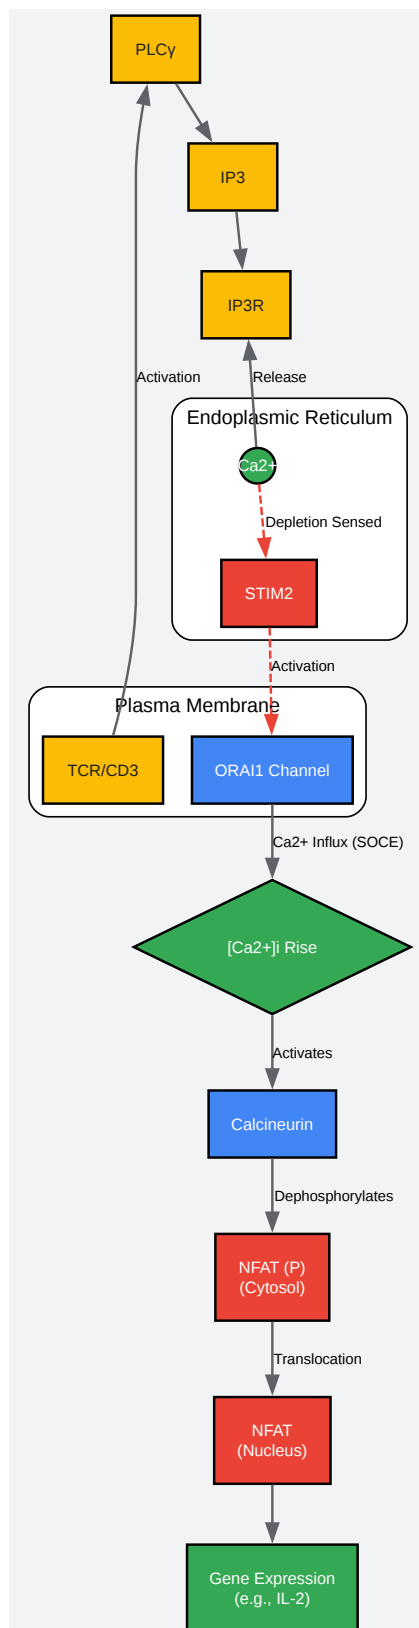 PLCγ
IP3
IP3R
Activation
Release
Endoplasmic Reticulum
Ca2+
Depletion Sensed
STIM2
Activation
Plasma Membrane
TCR/CD3
ORAI1 Channel
Ca2+ Influx (SOCE)
[Ca2+]i Rise
Activates
Calcineurin
Dephosphorylates
NFAT (P)
(Cytosol)
Translocation
NFAT
(Nucleus)
Gene Expression
(e.g., IL-2)